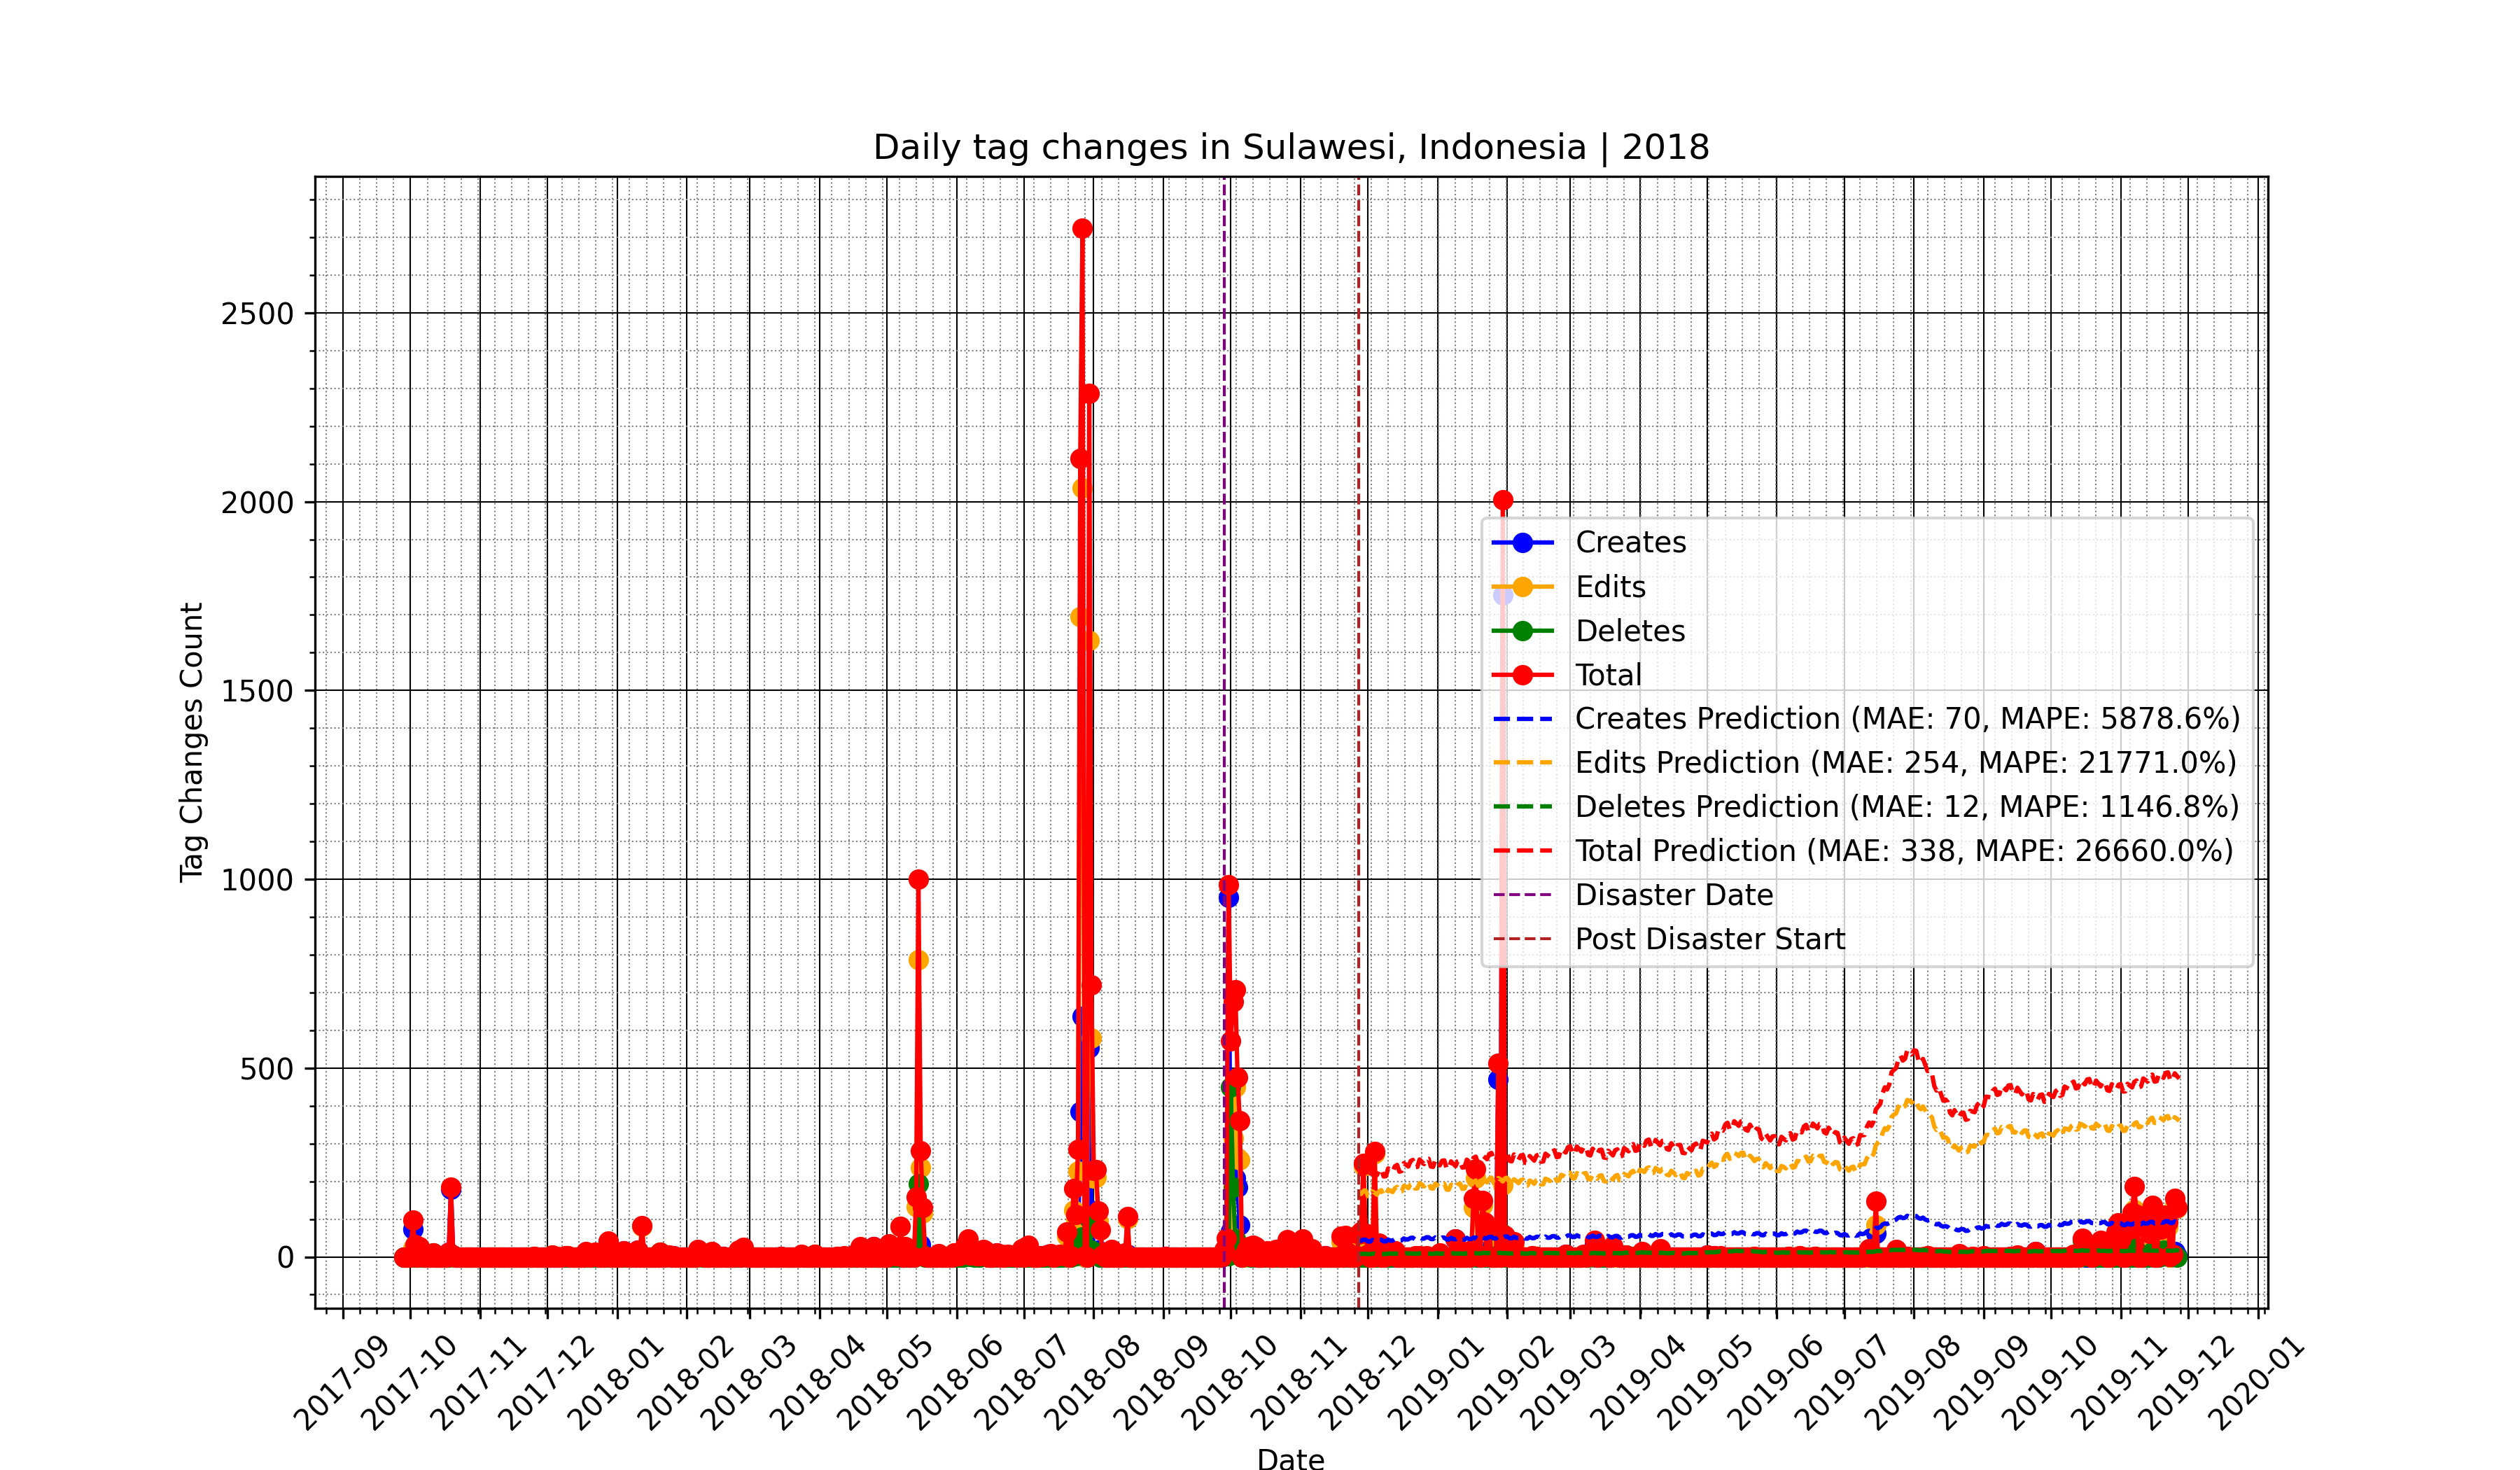 Daily tag changes in Sulawesi, Indonesia | 2018
Tag Changes Count
2500
2000
1500
1000
500
0
Creates
Edits
Deletes
Total
Creates Prediction (MAE: 70, MAPE: 5878.6%)
Edits Prediction (MAE: 254, MAPE: 21771.0%)
Deletes Prediction (MAE: 12, MAPE: 1146.8%)
Total Prediction (MAE: 338, MAPE: 26660.0%)
Disaster Date
Post Disaster Start
2017-09
2017-10
2017-11
2017-12
2018-01
2018-02
2018-03
2018-04
2018-05
2018-06
2018-07
2018-08
2018-09
2018-10
2018-11
2018-12
2019-01
2019-02
2019-03
2019-04
2019-05
2019-06
2019-07
2019-08
2019-09
2019-10
2019-11
2019-12
2020-01
Date